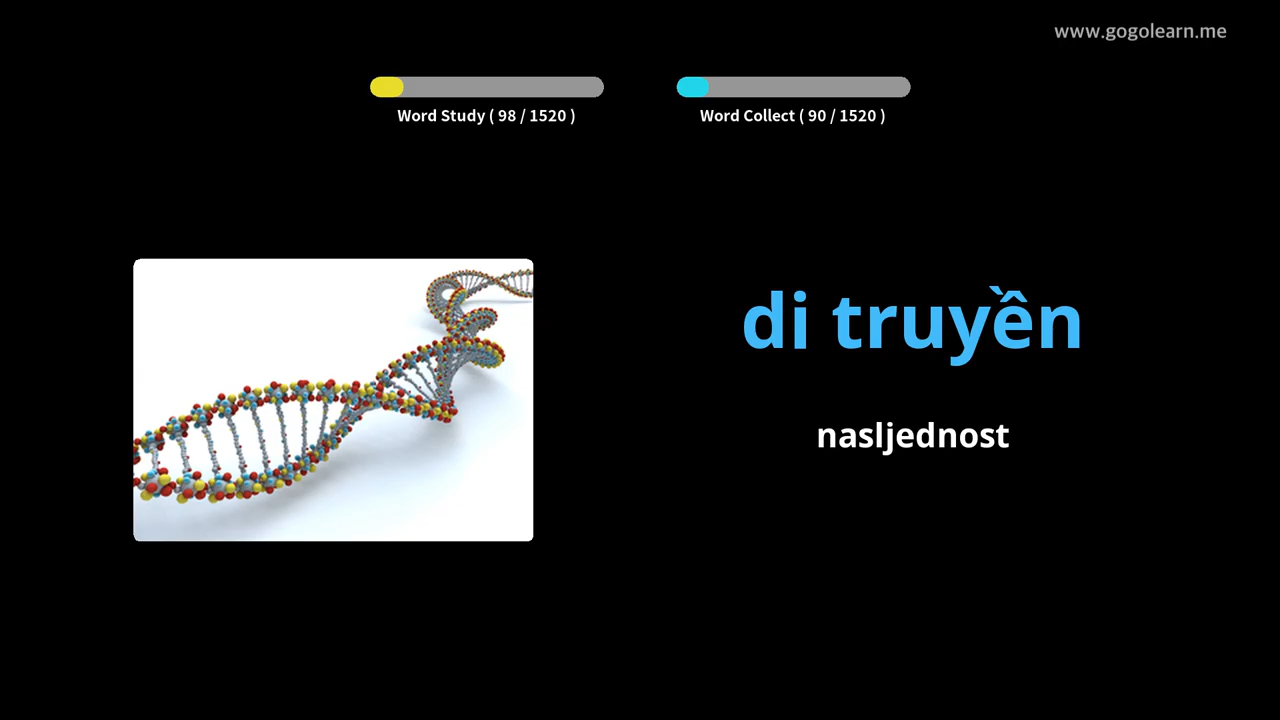 www.gogolearn.me
Word Study ( 98 / 1520 )
Word Collect ( 90 / 1520 )
di truyền
nasljednost